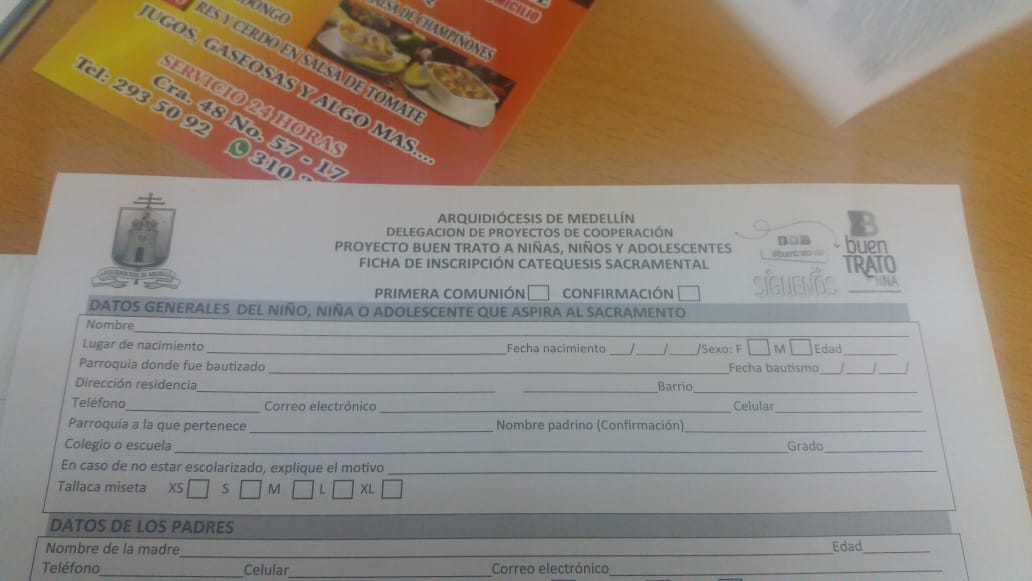 DOMICILIO
SALSA DE CHAMPIÑONES
RES Y CERDO EN SALSA DE TOMATE
JUGOS, GASEOSAS Y ALGO MAS....
SERVICIO 24 HORAS
Cra. 48 No. 57 - 17
Tel: 293 50 92
310
ARQUIDIÓCESIS DE MEDELLÍN
DELEGACION DE PROYECTOS DE COOPERACIÓN
PROYECTO BUEN TRATO A NIÑAS, NIÑOS Y ADOLESCENTES
FICHA DE INSCRIPCIÓN CATEQUESIS SACRAMENTAL
ARQUIDIÓCESIS DE MEDELLÍN
SÍGUENOS
buen
TRATO
NNA
PRIMERA COMUNIÓN CONFIRMACIÓN
DATOS GENERALES DEL NIÑO, NIÑA O ADOLESCENTE QUE ASPIRA AL SACRAMENTO
Nombre
Lugar de nacimiento Fecha nacimiento / / /Sexo: F M Edad
Parroquia donde fue bautizado Fecha bautismo / / /
Dirección residencia Barrio
Teléfono Correo electrónico Celular
Parroquia a la que pertenece Nombre padrino (Confirmación)
Colegio o escuela Grado
En caso de no estar escolarizado, explique el motivo
Tallaca miseta XS S M L XL
DATOS DE LOS PADRES
Nombre de la madre Edad
Teléfono Celular Correo electrónico